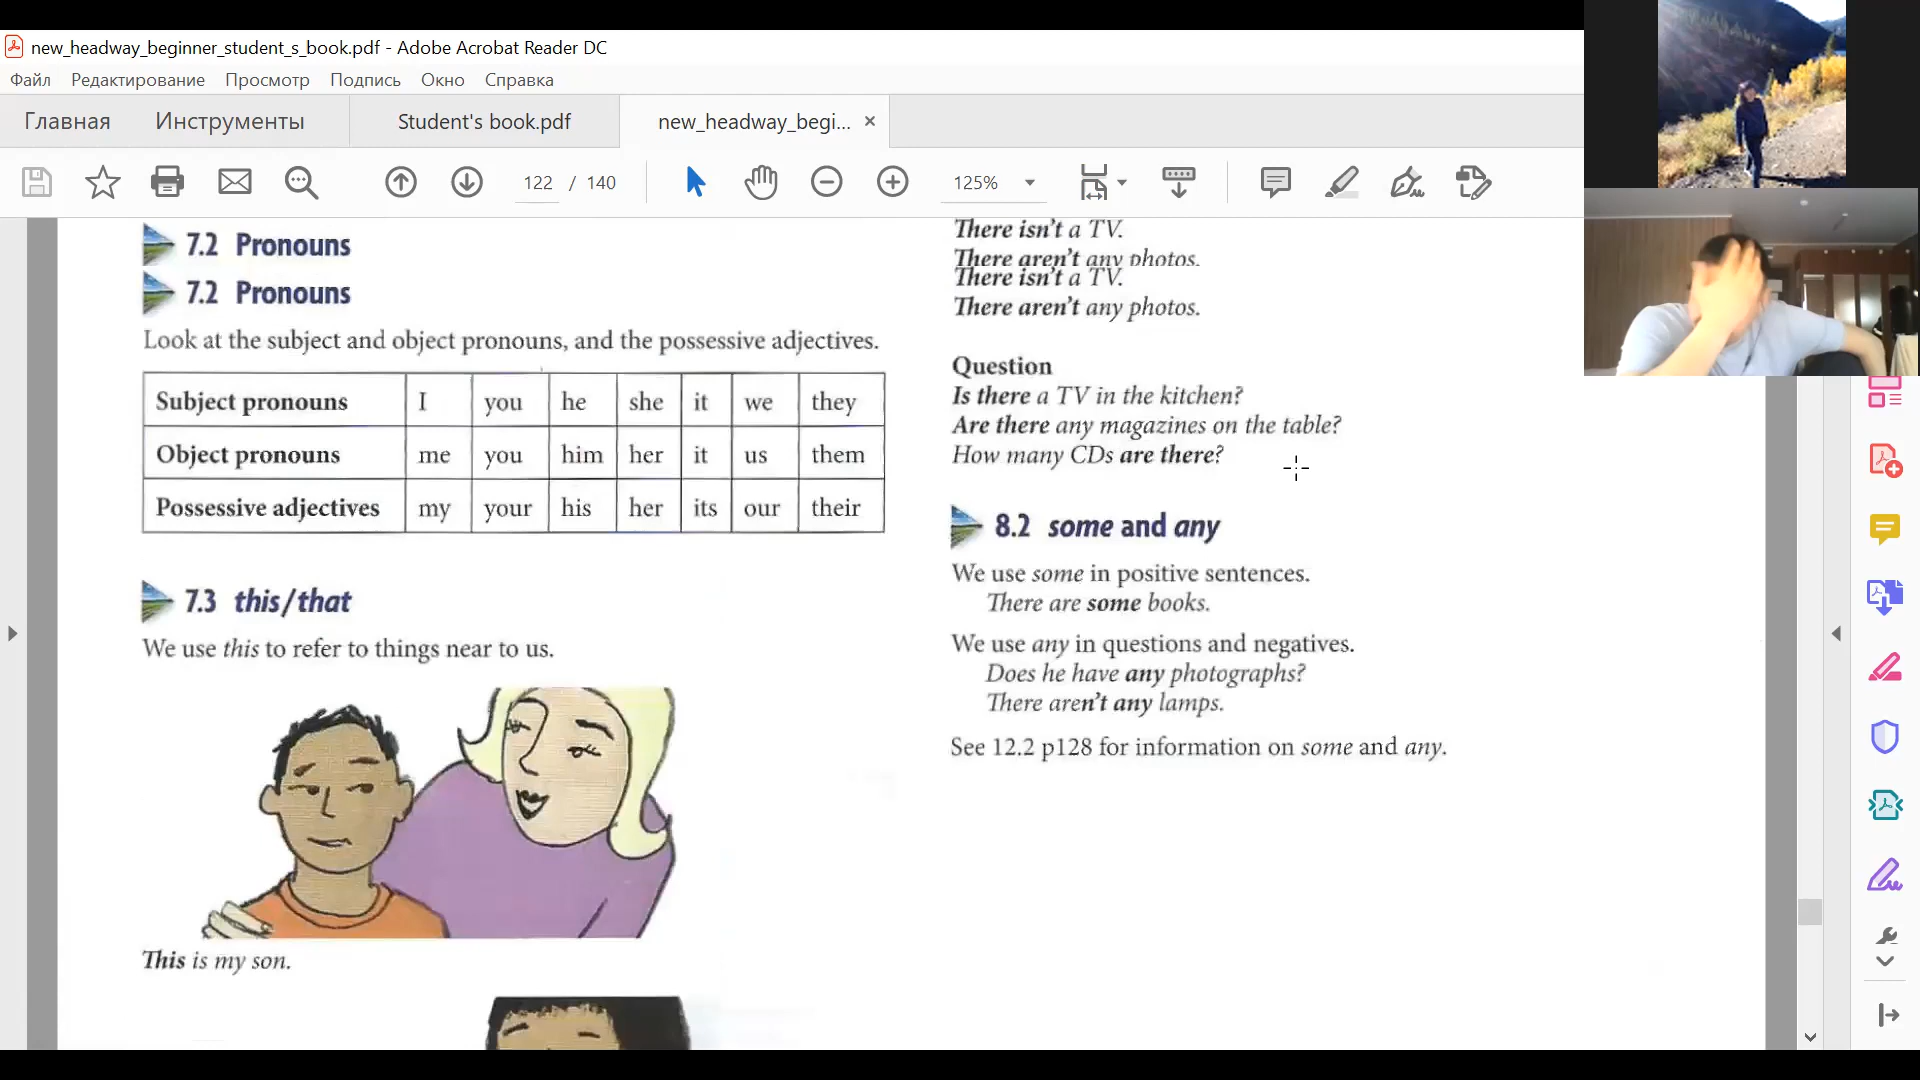 new_headway_beginner_student_s_book.pdf - Adobe Acrobat Reader DC
Файл Редактирование Просмотр Подпись Окно Справка
Главная Инструменты Student's book.pdf new_headway_begi... ×
122 / 140 125%
7.2 Pronouns
7.2 Pronouns
Look at the subject and object pronouns, and the possessive adjectives.
Subject pronouns I you he she it we they
Object pronouns me you him her it us them
Possessive adjectives my your his her its our their
7.3 this/that
We use this to refer to things near to us.
This is my son.
There isn't a TV.
There aren't any photos.
There isn't a TV.
There aren't any photos.
Question
Is there a TV in the kitchen?
Are there any magazines on the table?
How many CDs are there?
8.2 some and any
We use some in positive sentences.
There are some books.
We use any in questions and negatives.
Does he have any photographs?
There aren't any lamps.
See 12.2 p128 for information on some and any.